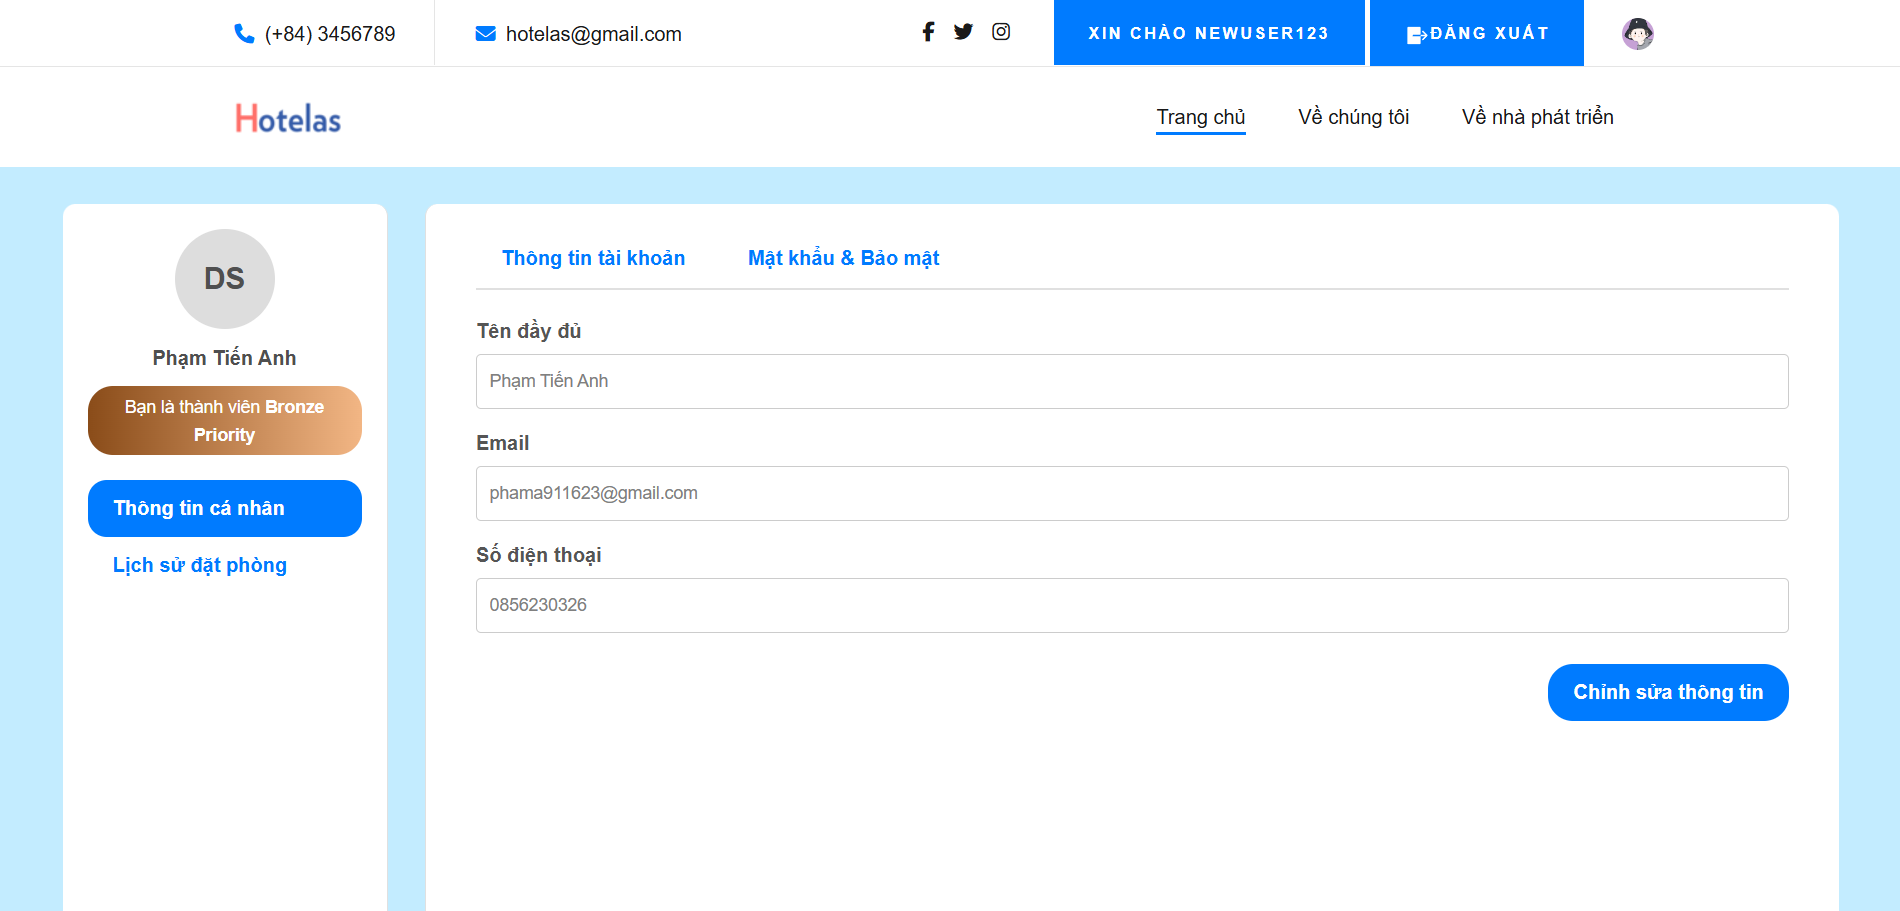 (+84) 3456789
hotelas@gmail.com
XIN CHÀO NEWUSER123
ĐĂNG XUẤT
Hotelas
Trang chủ
Về chúng tôi
Về nhà phát triển
DS
Phạm Tiến Anh
Bạn là thành viên Bronze
Priority
Thông tin cá nhân
Lịch sử đặt phòng
Thông tin tài khoản
Mật khẩu & Bảo mật
Tên đầy đủ
Phạm Tiến Anh
Email
phama911623@gmail.com
Số điện thoại
0856230326
Chỉnh sửa thông tin